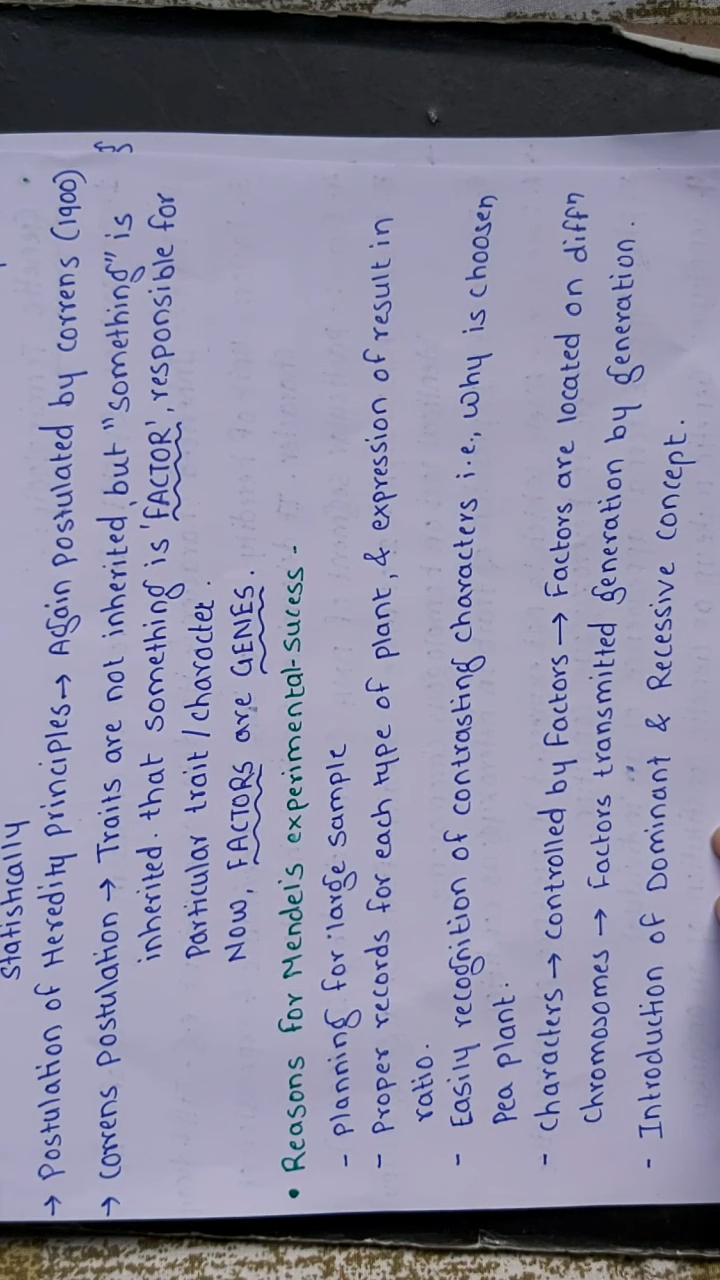 Statistically
→ Postulation of Heredity principles → Again postulated by correns (1900)
→ Correns postulation → Traits are not inherited, but "something" is
inherited. that something is 'FACTOR', responsible for
particular trait / character.
Now, FACTORS are GENES.
• Reasons for Mendel's experimental-sucess -
- planning for large sample
- Proper records for each type of plant, & expression of result in
ratio.
- Easily recognition of contrasting characters i.e., why is choosen
Pea plant.
- characters → controlled by Factors → Factors are located on diffn
chromosomes → Factors transmitted generation by generation.
- Introduction of Dominant & Recessive concept.